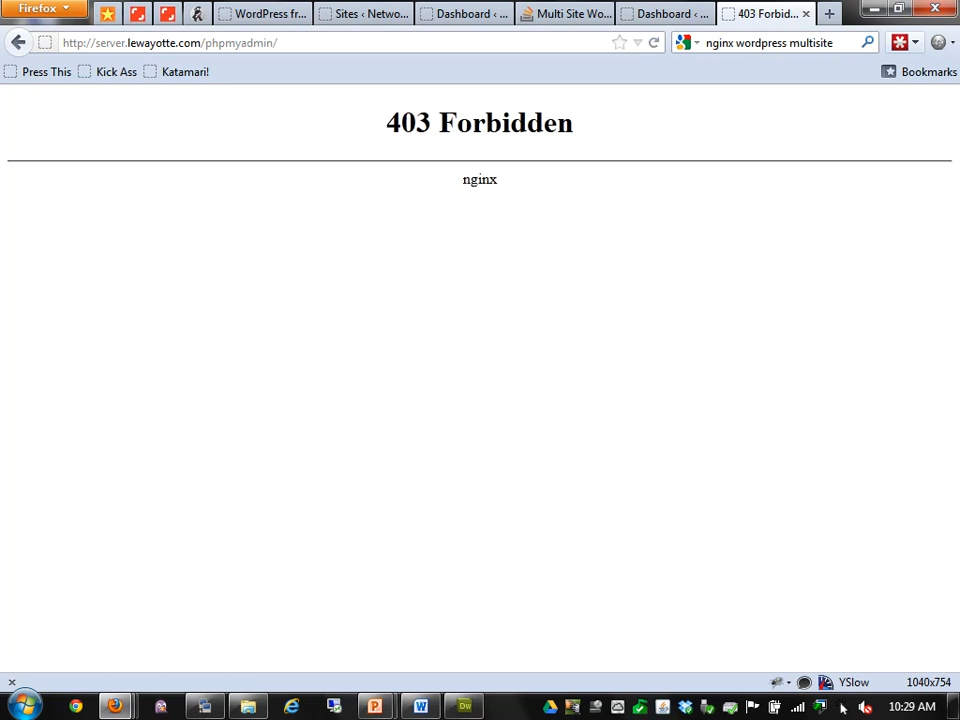 Firefox
WordPress fr...
Sites ‹ Netwo...
Dashboard ‹ ...
Multi Site Wo...
Dashboard ‹ ...
403 Forbid...
http://server.lewayotte.com/phpmyadmin/
nginx wordpress multisite
Press This
Kick Ass
Katamari!
Bookmarks
403 Forbidden
nginx
YSlow
1040x754
P
W
Dw
10:29 AM